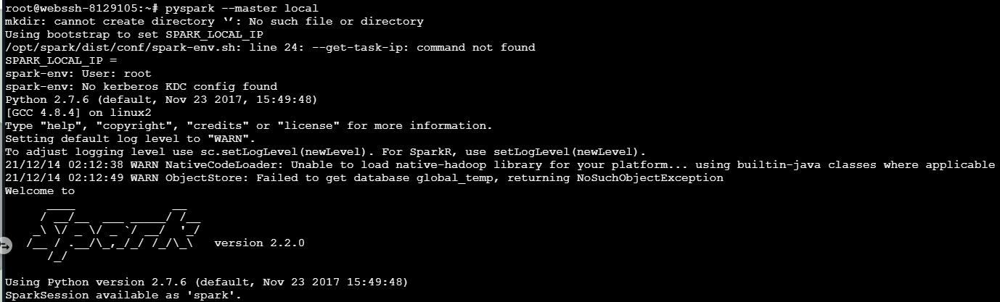 root@webssh-8129105:~# pyspark --master local
mkdir: cannot create directory ‘’: No such file or directory
Using bootstrap to set SPARK_LOCAL_IP
/opt/spark/dist/conf/spark-env.sh: line 24: --get-task-ip: command not found
SPARK_LOCAL_IP =
spark-env: User: root
spark-env: No kerberos KDC config found
Python 2.7.6 (default, Nov 23 2017, 15:49:48)
[GCC 4.8.4] on linux2
Type "help", "copyright", "credits" or "license" for more information.
Setting default log level to "WARN".
To adjust logging level use sc.setLogLevel(newLevel). For SparkR, use setLogLevel(newLevel).
21/12/14 02:12:38 WARN NativeCodeLoader: Unable to load native-hadoop library for your platform... using builtin-java classes where applicable
21/12/14 02:12:49 WARN ObjectStore: Failed to get database global_temp, returning NoSuchObjectException
Welcome to
      ____              __
     / __/__  ___ _____/ /__
    _\ \/ _ \/ _ `/ __/  '_/
   /__ / .__/\_,_/_/ /_/\_\   version 2.2.0
      /_/
Using Python version 2.7.6 (default, Nov 23 2017 15:49:48)
SparkSession available as 'spark'.